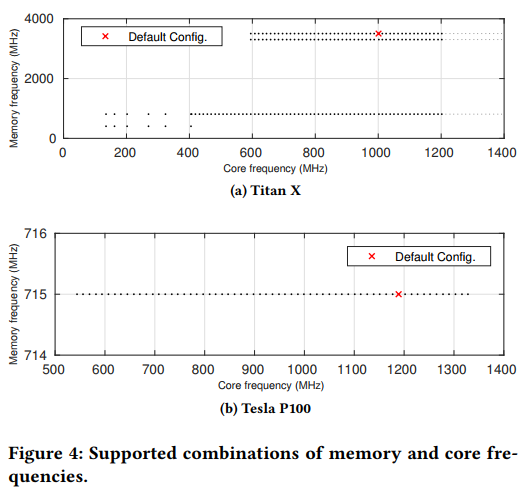 Memory frequency (MHz)
4000
2000
0
Default Config.
0 200 400 600 800 1000 1200 1400
Core frequency (MHz)
(a) Titan X
Memory frequency (MHz)
716
715
714
Default Config.
500 600 700 800 900 1000 1100 1200 1300 1400
Core frequency (MHz)
(b) Tesla P100
Figure 4: Supported combinations of memory and core fre-
quencies.